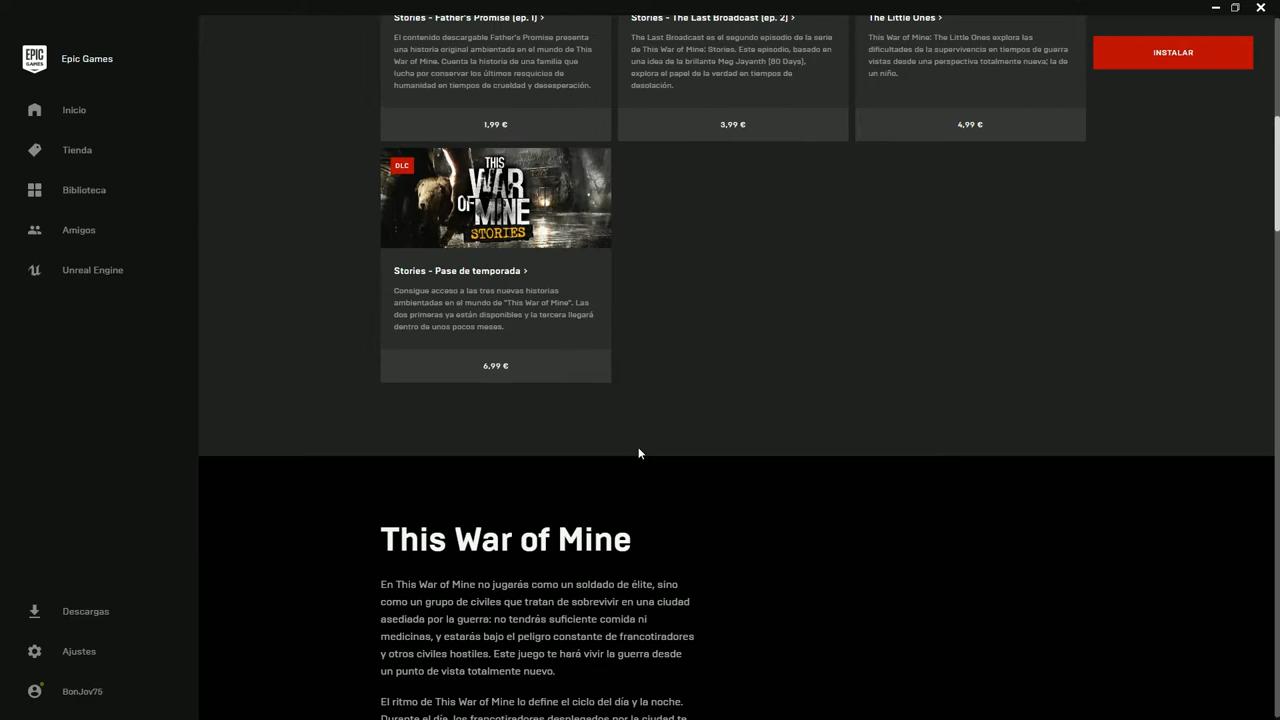 Stories - Father's Promise (ep. 1) >
Stories - The Last Broadcast (ep. 2) >
The Little Ones >
EPIC
GAMES
Epic Games
INSTALAR
El contenido descargable Father's Promise presenta
una historia original ambientada en el mundo de This
War of Mine. Cuenta la historia de una familia que
lucha por conservar los últimos resquicios de
humanidad en tiempos de crueldad y desesperación.
The Last Broadcast es el segundo episodio de la serie
de This War of Mine: Stories. Este episodio, basado en
una idea de la brillante Meg Jayanth (80 Days),
explora el papel de la verdad en tiempos de
desolación.
This War of Mine: The Little Ones explora las
dificultades de la supervivencia en tiempos de guerra
vistas desde una perspectiva totalmente nueva; la de
un niño.
1,99 €
3,99 €
4,99 €
Inicio
Tienda
Biblioteca
Amigos
Unreal Engine
DLC
THIS
WAR
OF MINE
STORIES
Stories - Pase de temporada >
Consigue acceso a las tres nuevas historias
ambientadas en el mundo de "This War of Mine". Las
dos primeras ya están disponibles y la tercera llegará
dentro de unos pocos meses.
6,99 €
This War of Mine
En This War of Mine no jugarás como un soldado de élite, sino
como un grupo de civiles que tratan de sobrevivir en una ciudad
asediada por la guerra: no tendrás suficiente comida ni
medicinas, y estarás bajo el peligro constante de francotiradores
y otros civiles hostiles. Este juego te hará vivir la guerra desde
un punto de vista totalmente nuevo.
El ritmo de This War of Mine lo define el ciclo del día y la noche.
Durante el día, los francotiradores desplegados por la ciudad te
Descargas
Ajustes
BonJov75